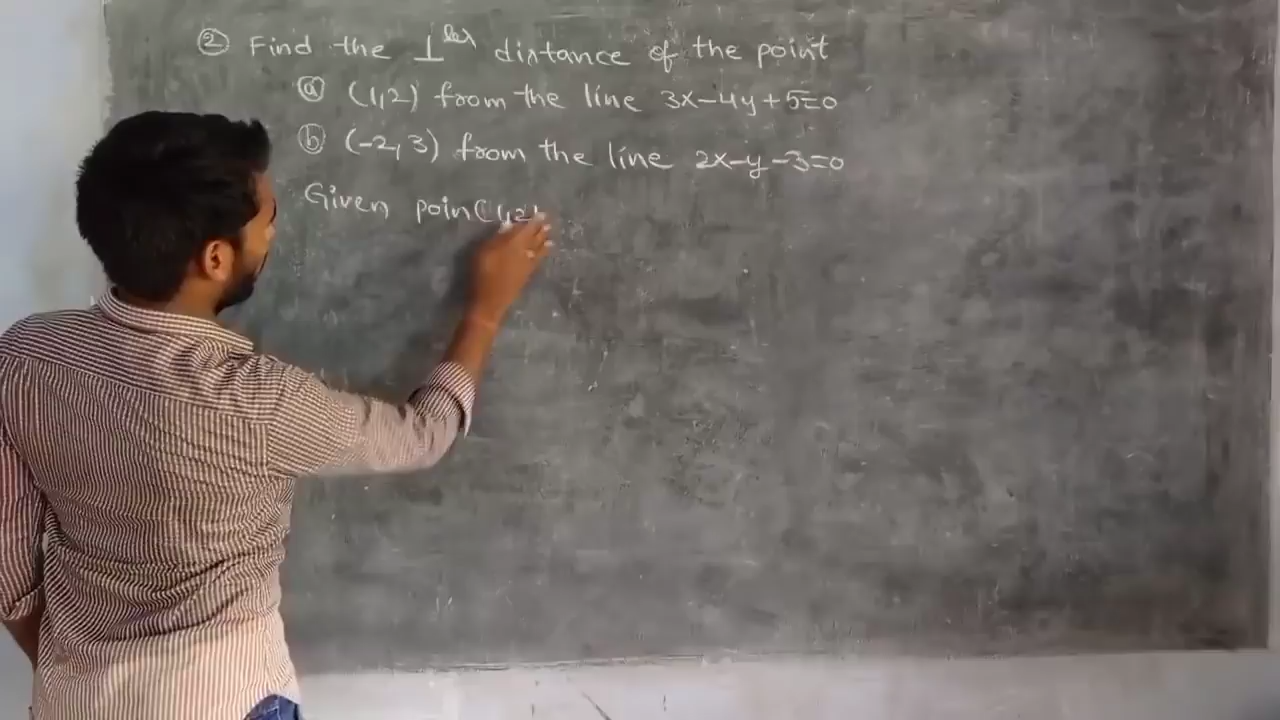 ② Find the ⊥ler distance of the point
ⓐ (1,2) from the line 3x-4y+5=0
ⓑ (-2,3) from the line 2x-y-3=0
Given poin (1,2)